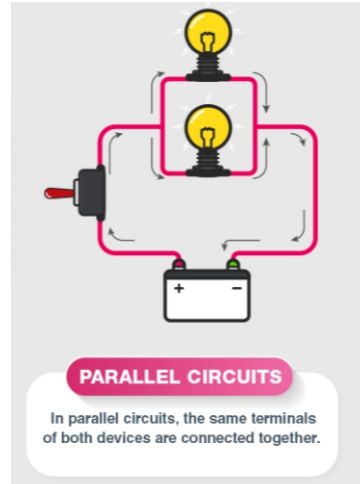 + −
PARALLEL CIRCUITS
In parallel circuits, the same terminals
of both devices are connected together.